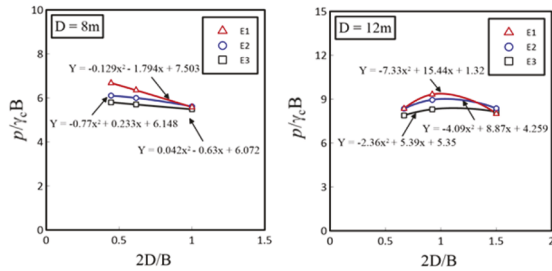 D = 8m
E1
E2
E3
Y = -0.129x² - 1.794x + 7.503
Y = -0.77x² + 0.233x + 6.148
Y = 0.042x² - 0.63x + 6.072
10
8
6
4
2
0
0 0.5 1 1.5
p/γcB
2D/B
D = 12m
E1
E2
E3
Y = -7.33x² + 15.44x + 1.32
Y = -4.09x² + 8.87x + 4.259
Y = -2.36x² + 5.39x + 5.35
15
12
9
6
3
0
0 0.5 1 1.5 2
p/γcB
2D/B